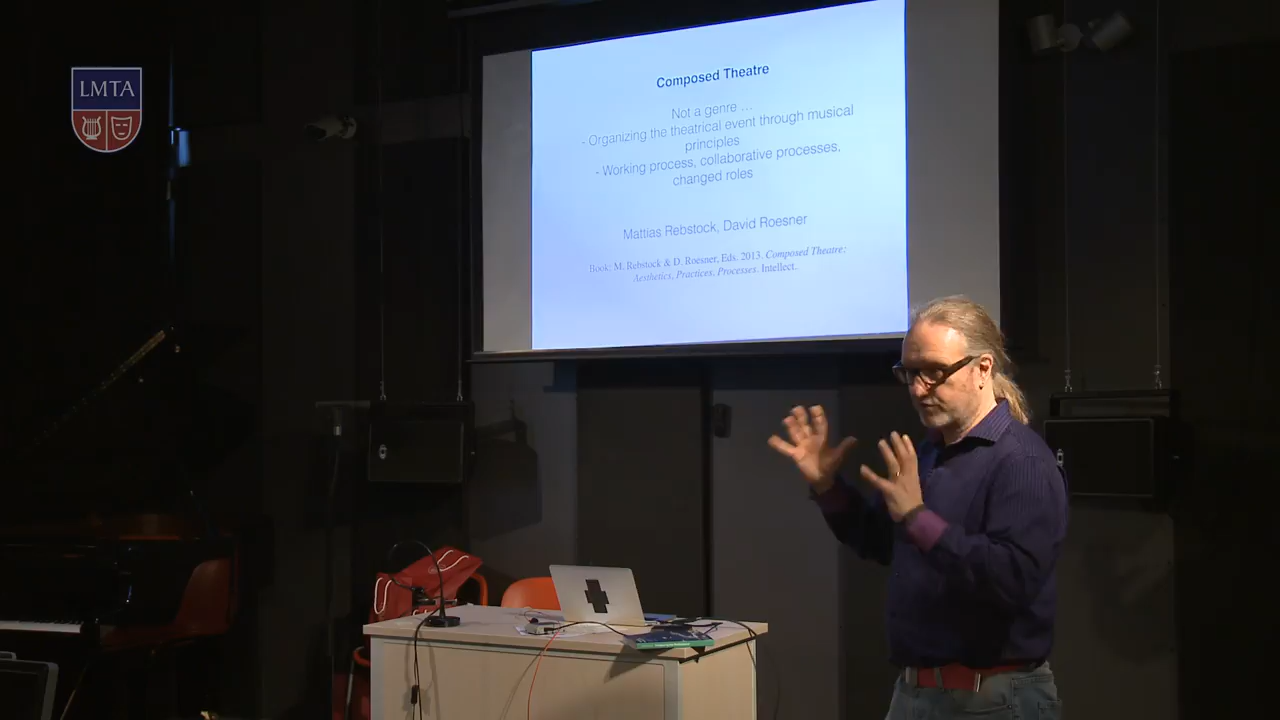 LMTA
Composed Theatre
Not a genre ...
- Organizing the theatrical event through musical
principles
- Working process, collaborative processes,
changed roles
Mattias Rebstock, David Roesner
Book: M. Rebstock & D. Roesner, Eds. 2013. Composed Theatre:
Aesthetics, Practices, Processes. Intellect.